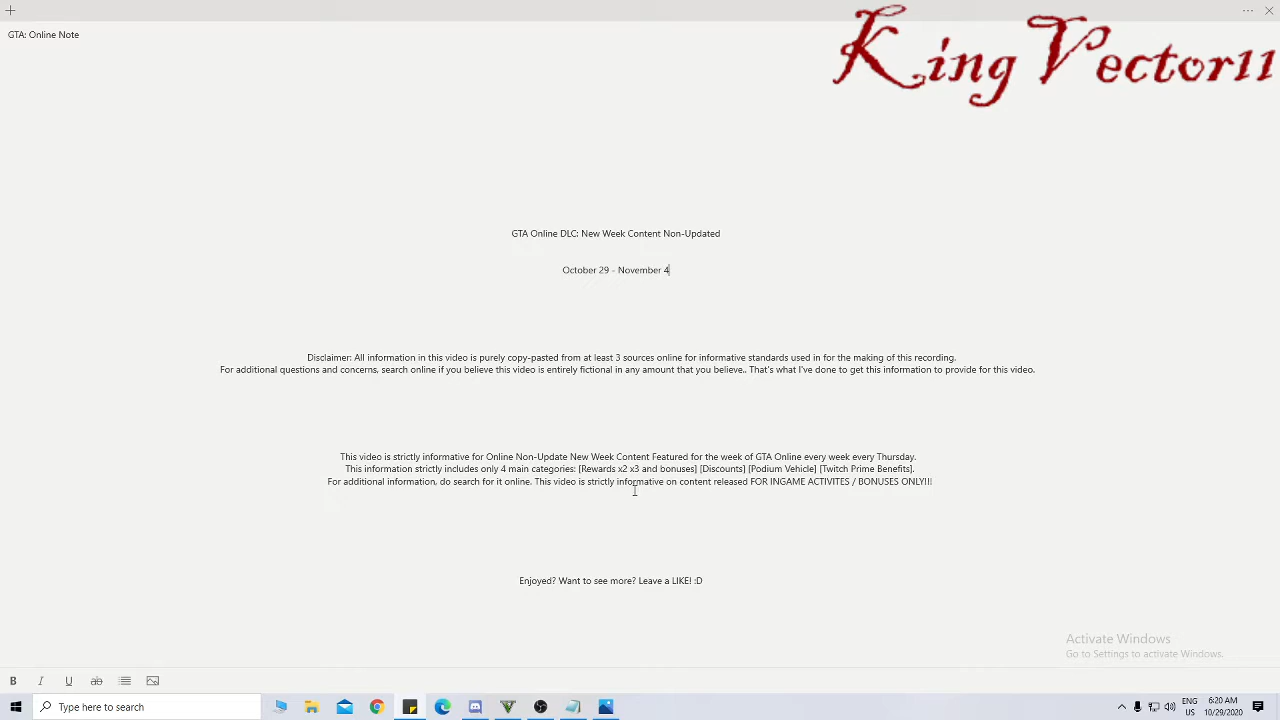 King Vector11
GTA: Online Note
GTA Online DLC: New Week Content Non-Updated
October 29 - November 4
Disclaimer: All information in this video is purely copy-pasted from at least 3 sources online for informative standards used in for the making of this recording.
For additional questions and concerns, search online if you believe this video is entirely fictional in any amount that you believe.. That's what I've done to get this information to provide for this video.
This video is strictly informative for Online Non-Update New Week Content Featured for the week of GTA Online every week every Thursday.
This information strictly includes only 4 main categories: [Rewards x2 x3 and bonuses] [Discounts] [Podium Vehicle] [Twitch Prime Benefits].
For additional information, do search for it online. This video is strictly informative on content released FOR INGAME ACTIVITES / BONUSES ONLY!!!
Enjoyed? Want to see more? Leave a LIKE! :D
Activate Windows
Go to Settings to activate Windows.
B I U ab
Type here to search
ENG 6:20 AM
US 10/29/2020